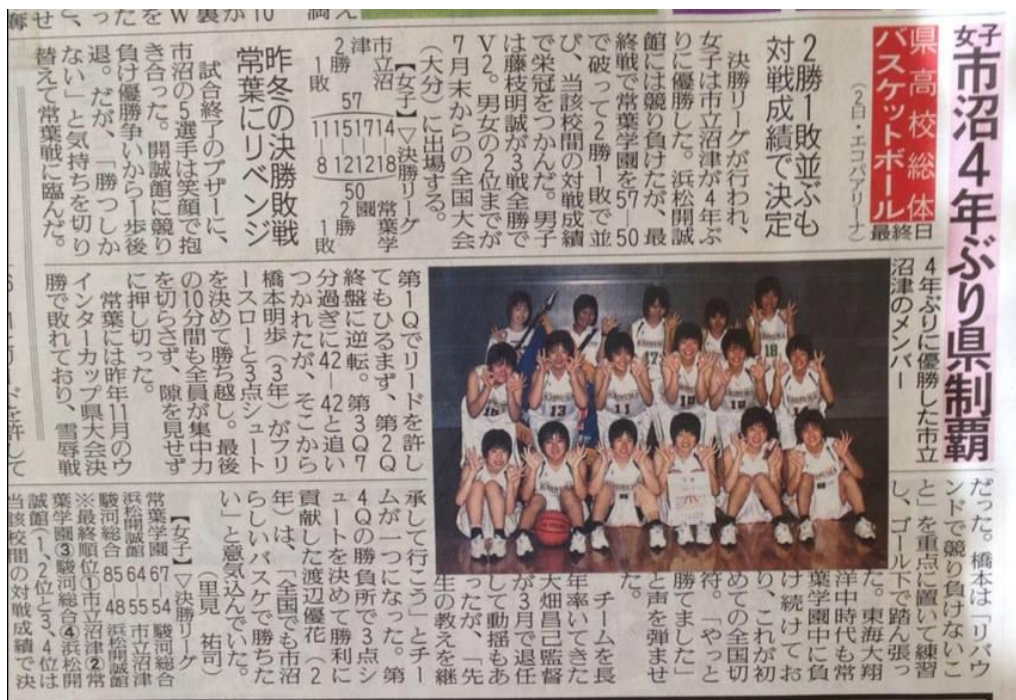 女子 市沼4年ぶり県制覇
県高校総体
バスケットボール
最終日
(2日・エコパアリーナ)
2勝1敗並ぶも
対戦成績で決定
決勝リーグが行われ、
女子は市立沼津が4年ぶ
りに優勝した。浜松開誠
館には競り負けたが、最
終戦で常葉学園を57―50
で破って2勝1敗で並
び、当該校間の対戦成績
で栄冠をつかんだ。男子
は藤枝明誠が3戦全勝で
V2。男女の2位までが
7月末からの全国大会
(大分)に出場する。
【女子】▽決勝リーグ
市立沼津 2勝1敗 57
14―18
17―12
15―12
11―8
50 常葉学園 2勝1敗
昨冬の決勝敗戦
常葉にリベンジ
試合終了のブザーに、
市沼の5選手は笑顔で抱
き合った。開誠館に競り
負け優勝争いから一歩後
退。だが、「勝つしか
ない」と気持ちを切り
替えて常葉戦に臨んだ。
4年ぶりに優勝した市立
沼津のメンバー
第1Qでリードを許し
てもひるまず、第2Q
終盤に逆転。第3Q7
分過ぎに42―42と追い
つかれたが、そこから
橋本明歩(3年)がフリ
ースローと3点シュート
を決めて勝ち越し。最後
の10分間も全員が集中力
を切らさず、隙を見せず
に押し切った。
常葉には昨年11月のウ
インターカップ県大会決
勝で敗れており、雪辱戦
だった。橋本は「リバウ
ンドで競り負けないこ
と」を重点に置いて練習
し、ゴール下で踏ん張っ
た。東海大翔
洋中時代も常
葉学園中に負
け続けてお
り、これが初
めての全国切
符。「やっと
勝てました」
と声を弾ませ
た。
チームを長
年率いてきた
大畑昌己監督
が3月で退任
して動揺もあ
ったが、「先
生の教えを継
承して行こう」とチー
ムが一つになった。第
4Qの勝負所で3点シ
ュートを決めて勝利に
貢献した渡辺優花(2
年)は、「全国でも市沼
らしいバスケで勝ちた
い」と意気込んでいた。
(里見 祐司)
【女子】▽決勝リーグ
常葉学園 67―54 駿河総合
浜松開誠館 64―55 市立沼津
駿河総合 85―48 浜松開誠館
※最終順位①市立沼津②常
葉学園③駿河総合④浜松開
誠館(1、2位と3、4位は
当該校間の対戦成績で決